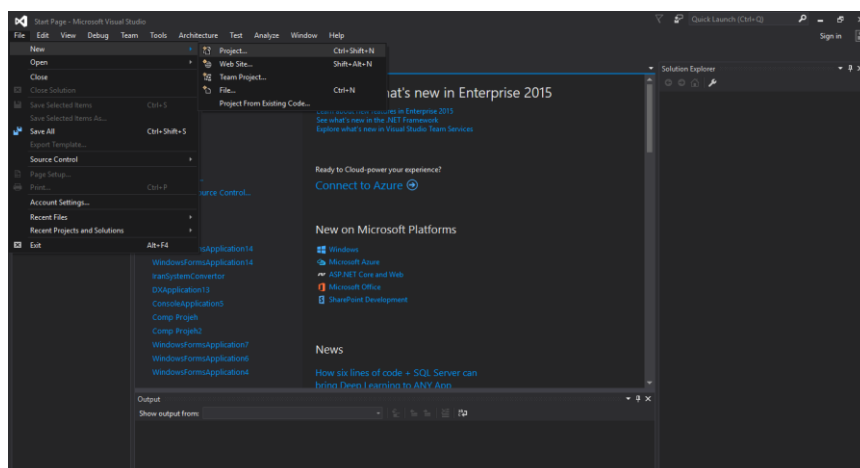 Start Page - Microsoft Visual Studio
Quick Launch (Ctrl+Q)
File Edit View Debug Team Tools Architecture Test Analyze Window Help
Sign in
New
Open
Close
Close Solution
Save Selected Items Ctrl+S
Save Selected Items As...
Save All Ctrl+Shift+S
Export Template...
Source Control
Page Setup...
Print... Ctrl+P
Account Settings...
Recent Files
Recent Projects and Solutions
Exit Alt+F4
Project... Ctrl+Shift+N
Web Site... Shift+Alt+N
Team Project...
File... Ctrl+N
Project From Existing Code...
at's new in Enterprise 2015
See what's new in the .NET Framework
Explore what's new in Visual Studio Team Services
Ready to Cloud-power your experience?
Connect to Azure
New on Microsoft Platforms
Windows
Microsoft Azure
ASP.NET Core and Web
Microsoft Office
SharePoint Development
News
How six lines of code + SQL Server can
bring Deep Learning to ANY App
ource Control...
sApplication14
WindowsFormsApplication14
IranSystemConvertor
DXApplication13
ConsoleApplication5
Comp Projeh
Comp Projeh2
WindowsFormsApplication7
WindowsFormsApplication6
WindowsFormsApplication4
Solution Explorer
Output
Show output from: